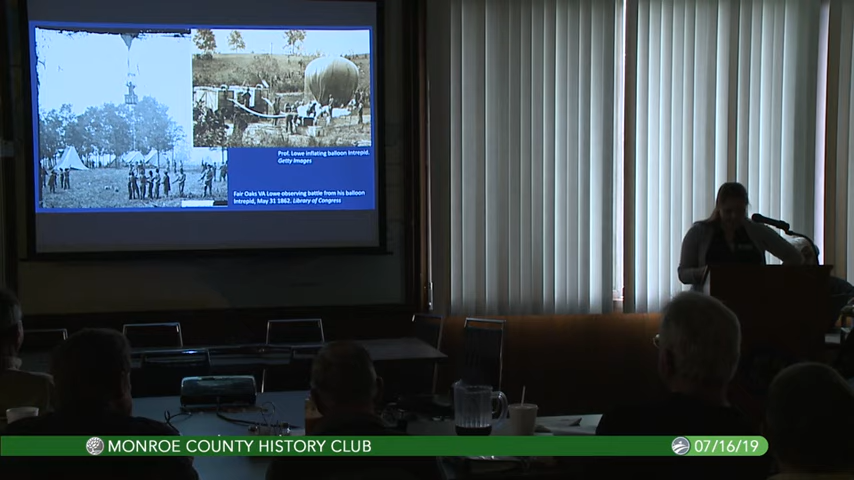 Prof. Lowe inflating balloon Intrepid.
Getty Images
Fair Oaks VA Lowe observing battle from his balloon
Intrepid, May 31 1862. Library of Congress
MONROE COUNTY HISTORY CLUB
07/16/19